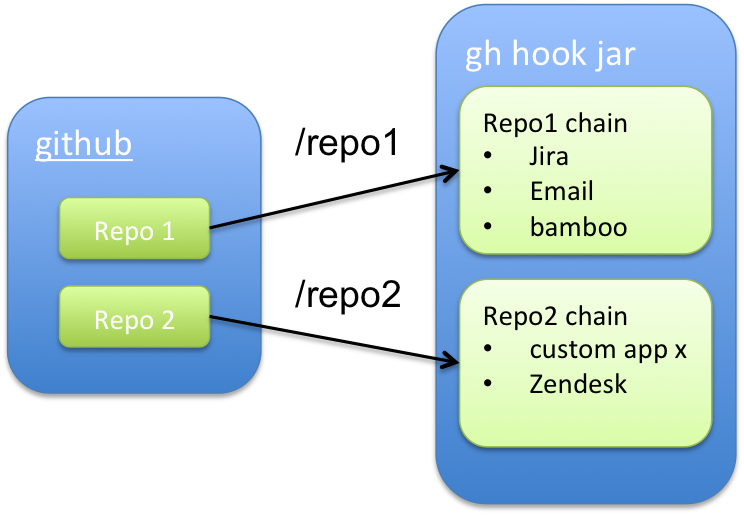 gh hook jar
github
Repo 1
Repo 2
/repo1
/repo2
Repo1 chain
• Jira
• Email
• bamboo
Repo2 chain
• custom app x
• Zendesk